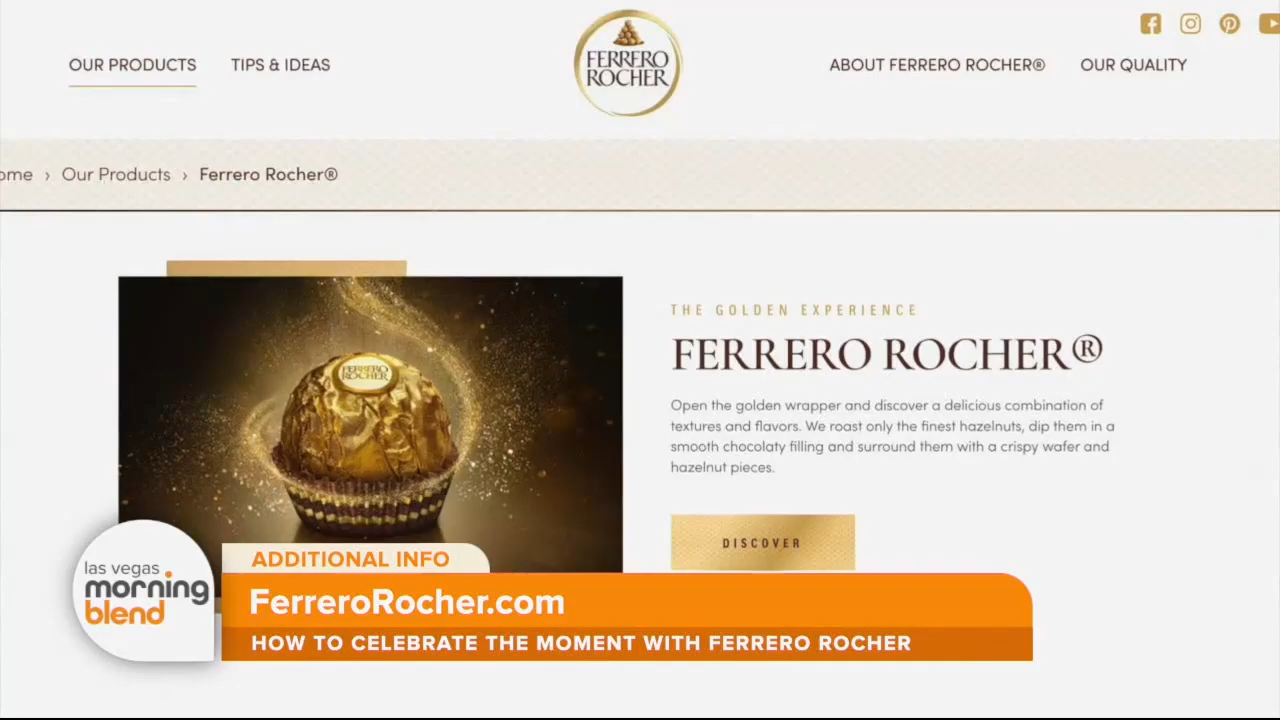 OUR PRODUCTS
TIPS & IDEAS
FERRERO
ROCHER
ABOUT FERRERO ROCHER®
OUR QUALITY
ome › Our Products › Ferrero Rocher®
FERRERO
ROCHER
THE GOLDEN EXPERIENCE
FERRERO ROCHER®
Open the golden wrapper and discover a delicious combination of
textures and flavors. We roast only the finest hazelnuts, dip them in a
smooth chocolaty filling and surround them with a crispy wafer and
hazelnut pieces.
DISCOVER
las vegas
morning
blend
ADDITIONAL INFO
FerreroRocher.com
HOW TO CELEBRATE THE MOMENT WITH FERRERO ROCHER